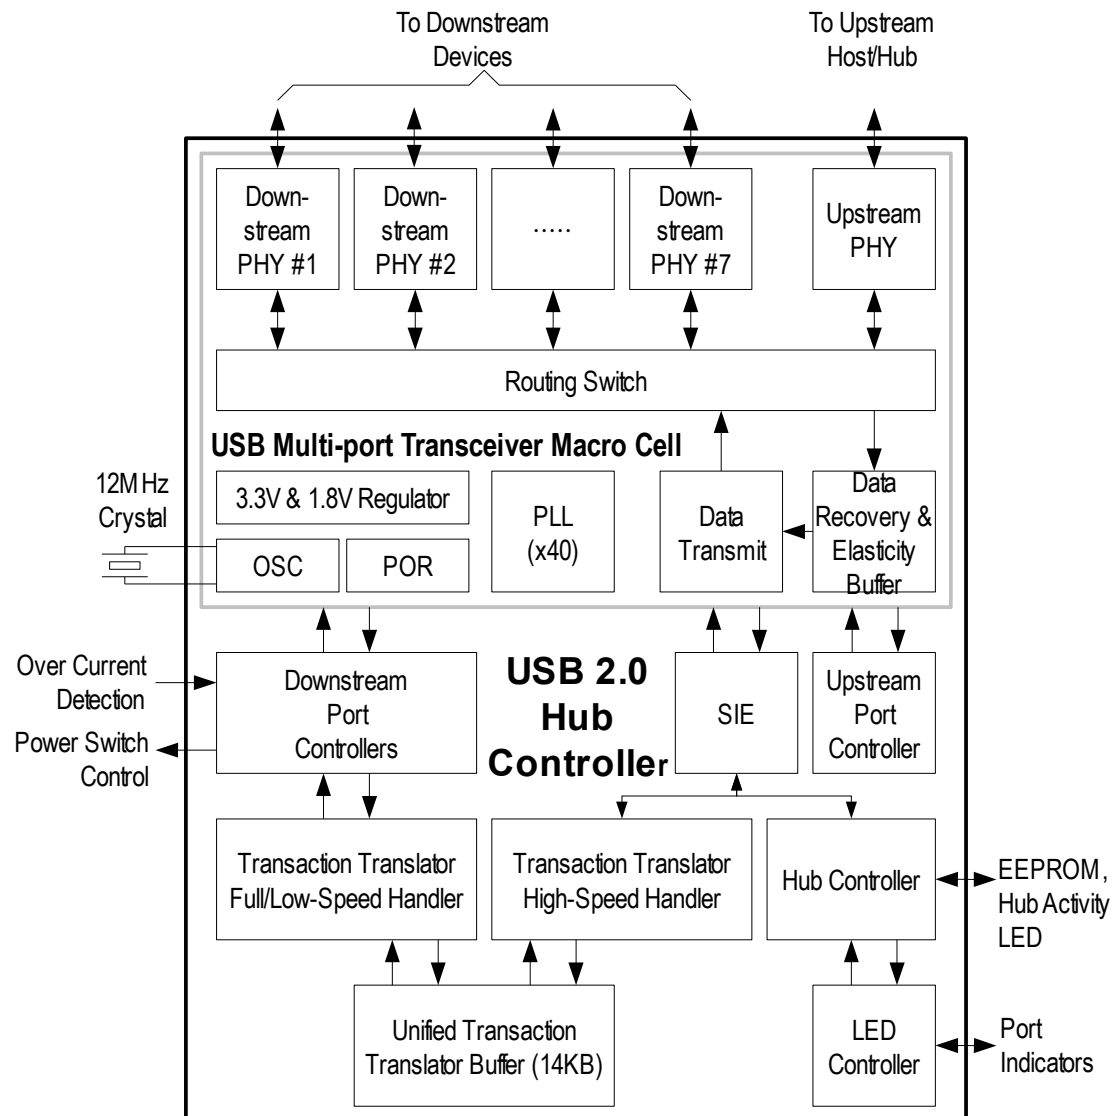 To Downstream
Devices
To Upstream
Host/Hub
Down-
stream
PHY #1
Down-
stream
PHY #2
.....
Down-
stream
PHY #7
Upstream
PHY
Routing Switch
USB Multi-port Transceiver Macro Cell
12MHz
Crystal
3.3V & 1.8V Regulator
OSC
POR
PLL
(x40)
Data
Transmit
Data
Recovery &
Elasticity
Buffer
Over Current
Detection
Power Switch
Control
Downstream
Port
Controllers
USB 2.0
Hub
Controller
SIE
Upstream
Port
Controller
Transaction Translator
Full/Low-Speed Handler
Transaction Translator
High-Speed Handler
Hub Controller
EEPROM,
Hub Activity
LED
Unified Transaction
Translator Buffer (14KB)
LED
Controller
Port
Indicators